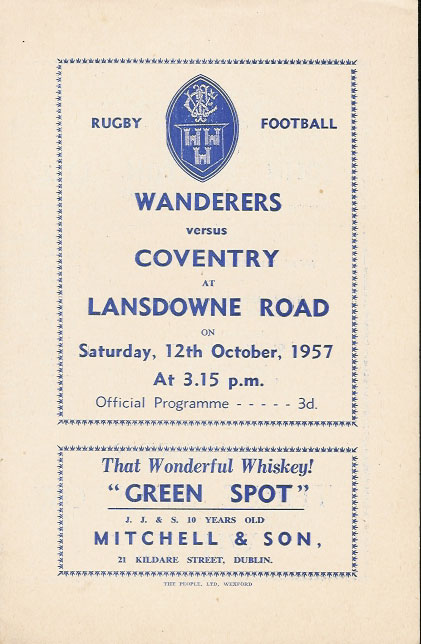 RUGBY FOOTBALL
WANDERERS
versus
COVENTRY
AT
LANSDOWNE ROAD
ON
Saturday, 12th October, 1957
At 3.15 p.m.
Official Programme - - - - - 3d.
That Wonderful Whiskey!
"GREEN SPOT"
J. J. & S. 10 YEARS OLD
MITCHELL & SON,
21 KILDARE STREET, DUBLIN.
THE PEOPLE, LTD. WEXFORD